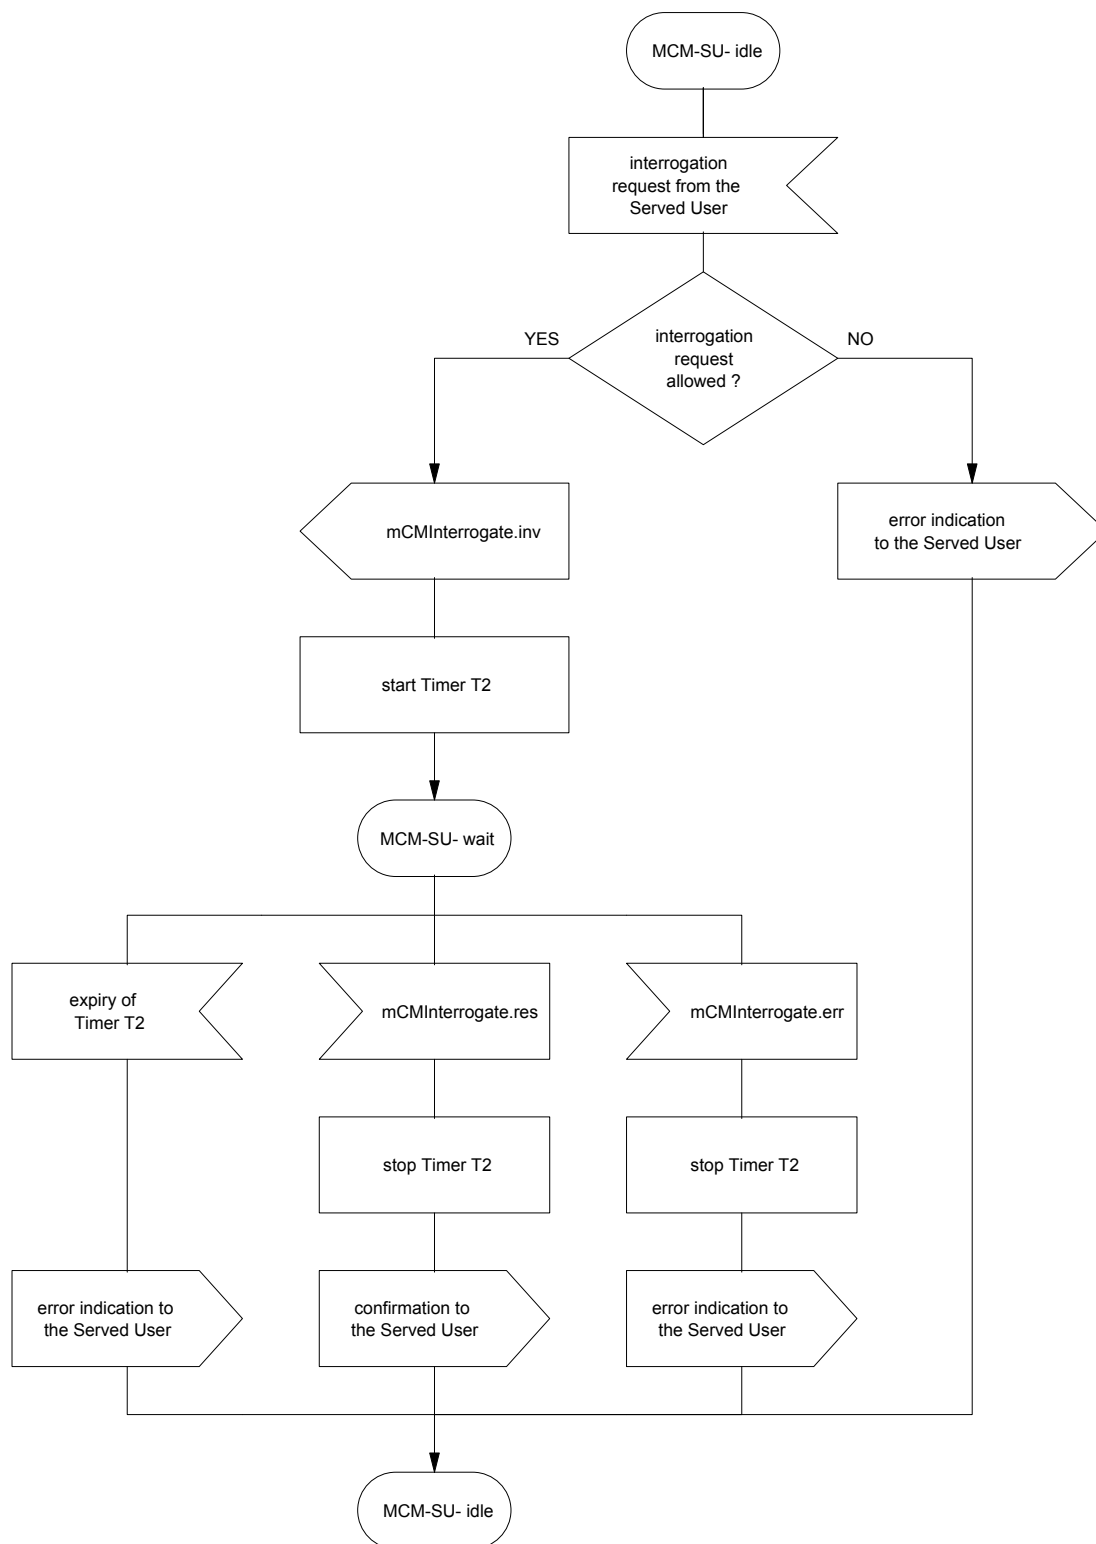 MCM-SU- idle
interrogation
request from the
Served User
YES
interrogation
request
allowed ?
NO
mCMInterrogate.inv
error indication
to the Served User
start Timer T2
MCM-SU- wait
expiry of
Timer T2
mCMInterrogate.res
mCMInterrogate.err
stop Timer T2
stop Timer T2
error indication to
the Served User
confirmation to
the Served User
error indication to
the Served User
MCM-SU- idle